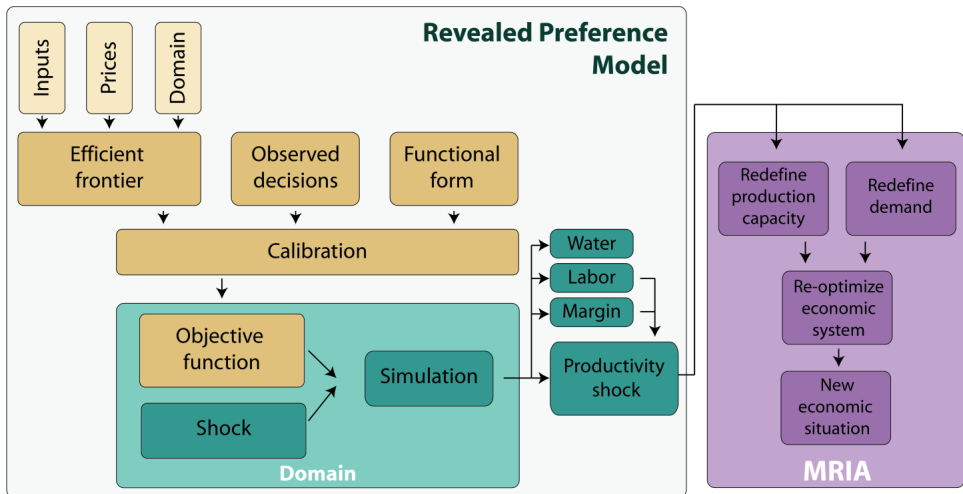 Revealed Preference
Model
Inputs
Prices
Domain
Efficient
frontier
Observed
decisions
Functional
form
Calibration
Objective
function
Shock
Simulation
Domain
Water
Labor
Margin
Productivity
shock
Redefine
production
capacity
Redefine
demand
Re-optimize
economic
system
New
economic
situation
MRIA